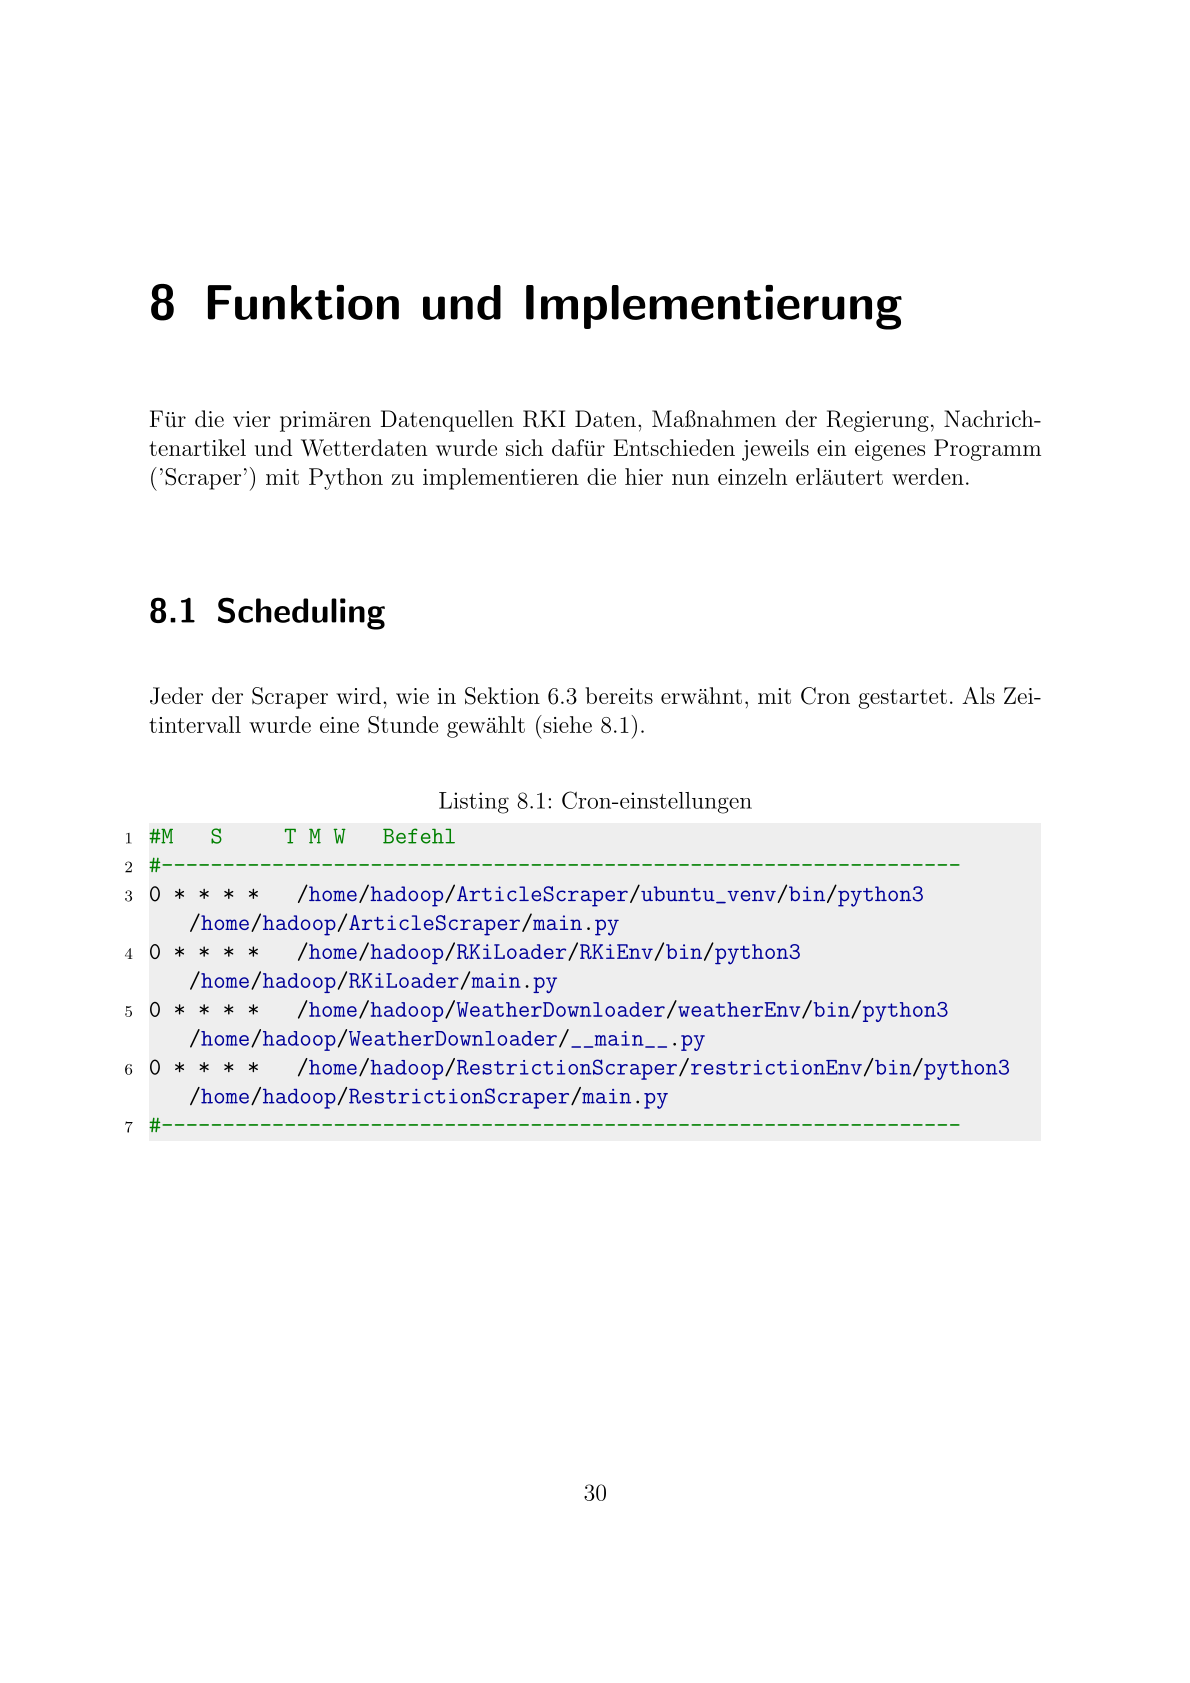 8 Funktion und Implementierung
Für die vier primären Datenquellen RKI Daten, Maßnahmen der Regierung, Nachrich-
tenartikel und Wetterdaten wurde sich dafür Entschieden jeweils ein eigenes Programm
('Scraper') mit Python zu implementieren die hier nun einzeln erläutert werden.
8.1 Scheduling
Jeder der Scraper wird, wie in Sektion 6.3 bereits erwähnt, mit Cron gestartet. Als Zei-
tintervall wurde eine Stunde gewählt (siehe 8.1).
Listing 8.1: Cron-einstellungen
1 #M   S     T M W   Befehl
2 #-----------------------------------------------------------------
3 0 * * * *   /home/hadoop/ArticleScraper/ubuntu_venv/bin/python3
/home/hadoop/ArticleScraper/main.py
4 0 * * * *   /home/hadoop/RKiLoader/RKiEnv/bin/python3
/home/hadoop/RKiLoader/main.py
5 0 * * * *   /home/hadoop/WeatherDownloader/weatherEnv/bin/python3
/home/hadoop/WeatherDownloader/__main__.py
6 0 * * * *   /home/hadoop/RestrictionScraper/restrictionEnv/bin/python3
/home/hadoop/RestrictionScraper/main.py
7 #-----------------------------------------------------------------
30